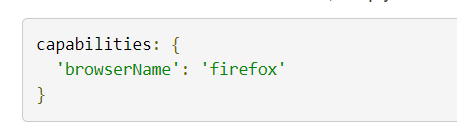 capabilities: {
  'browserName': 'firefox'
}